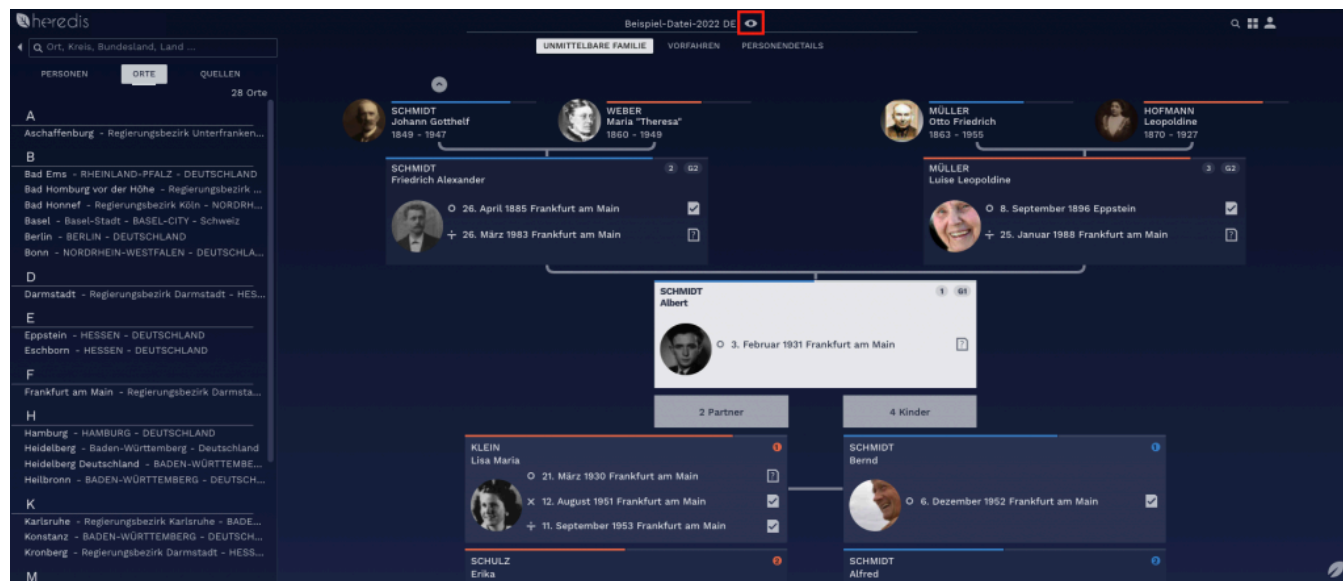 heredis
Beispiel-Datei-2022 DE
Ort, Kreis, Bundesland, Land ...
UNMITTELBARE FAMILIE VORFAHREN PERSONENDETAILS
PERSONEN ORTE QUELLEN
28 Orte
A
Aschaffenburg - Regierungsbezirk Unterfranken...
B
Bad Ems - RHEINLAND-PFALZ - DEUTSCHLAND
Bad Homburg vor der Höhe - Regierungsbezirk ...
Bad Honnef - Regierungsbezirk Köln - NORDRH...
Basel - Basel-Stadt - BASEL-CITY - Schweiz
Berlin - BERLIN - DEUTSCHLAND
Bonn - NORDRHEIN-WESTFALEN - DEUTSCHLA...
D
Darmstadt - Regierungsbezirk Darmstadt - HES...
E
Eppstein - HESSEN - DEUTSCHLAND
Eschborn - HESSEN - DEUTSCHLAND
F
Frankfurt am Main - Regierungsbezirk Darmsta...
H
Hamburg - HAMBURG - DEUTSCHLAND
Heidelberg - Baden-Württemberg - Deutschland
Heidelberg Deutschland - BADEN-WÜRTTEMBE...
Heilbronn - BADEN-WÜRTTEMBERG - DEUTSCH...
K
Karlsruhe - Regierungsbezirk Karlsruhe - BADE...
Konstanz - BADEN-WÜRTTEMBERG - DEUTSCH...
Kronberg - Regierungsbezirk Darmstadt - HESS...
M
SCHMIDT
Johann Gotthelf
1849 - 1947
WEBER
Maria "Theresa"
1860 - 1949
MÜLLER
Otto Friedrich
1863 - 1955
HOFMANN
Leopoldine
1870 - 1927
SCHMIDT 2 G2
Friedrich Alexander
26. April 1885 Frankfurt am Main
26. März 1983 Frankfurt am Main ?
MÜLLER 3 G2
Luise Leopoldine
8. September 1896 Eppstein
25. Januar 1988 Frankfurt am Main ?
SCHMIDT 1 G1
Albert
3. Februar 1931 Frankfurt am Main ?
2 Partner
4 Kinder
KLEIN 1
Lisa Maria
21. März 1930 Frankfurt am Main ?
12. August 1951 Frankfurt am Main
11. September 1953 Frankfurt am Main
SCHMIDT 1
Bernd
6. Dezember 1952 Frankfurt am Main
SCHULZ 2
Erika
SCHMIDT 2
Alfred